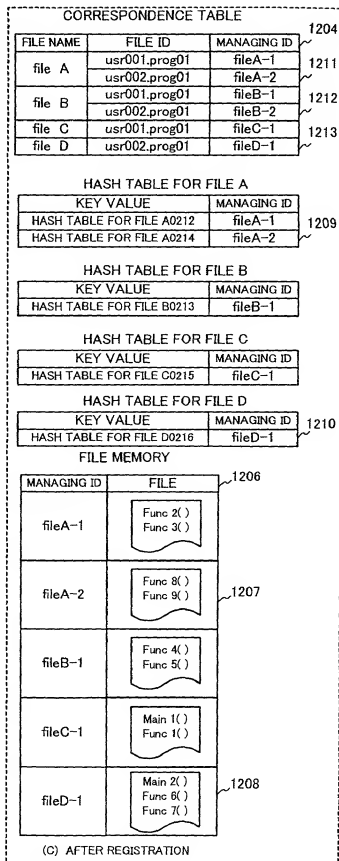 CORRESPONDENCE TABLE
1204
FILE NAME FILE ID MANAGING ID
file A usr001.prog01 fileA-1 1211
usr002.prog01 fileA-2
file B usr001.prog01 fileB-1 1212
usr002.prog01 fileB-2
file C usr001.prog01 fileC-1 1213
file D usr002.prog01 fileD-1
HASH TABLE FOR FILE A
KEY VALUE MANAGING ID
HASH TABLE FOR FILE A0212 fileA-1 1209
HASH TABLE FOR FILE A0214 fileA-2
HASH TABLE FOR FILE B
KEY VALUE MANAGING ID
HASH TABLE FOR FILE B0213 fileB-1
HASH TABLE FOR FILE C
KEY VALUE MANAGING ID
HASH TABLE FOR FILE C0215 fileC-1
HASH TABLE FOR FILE D
KEY VALUE MANAGING ID
HASH TABLE FOR FILE D0216 fileD-1 1210
FILE MEMORY
1206
MANAGING ID FILE
fileA-1
Func 2( )
Func 3( )
fileA-2
Func 8( )
Func 9( )
1207
fileB-1
Func 4( )
Func 5( )
fileC-1
Main 1( )
Func 1( )
fileD-1
Main 2( )
Func 6( )
Func 7( )
1208
(C) AFTER REGISTRATION